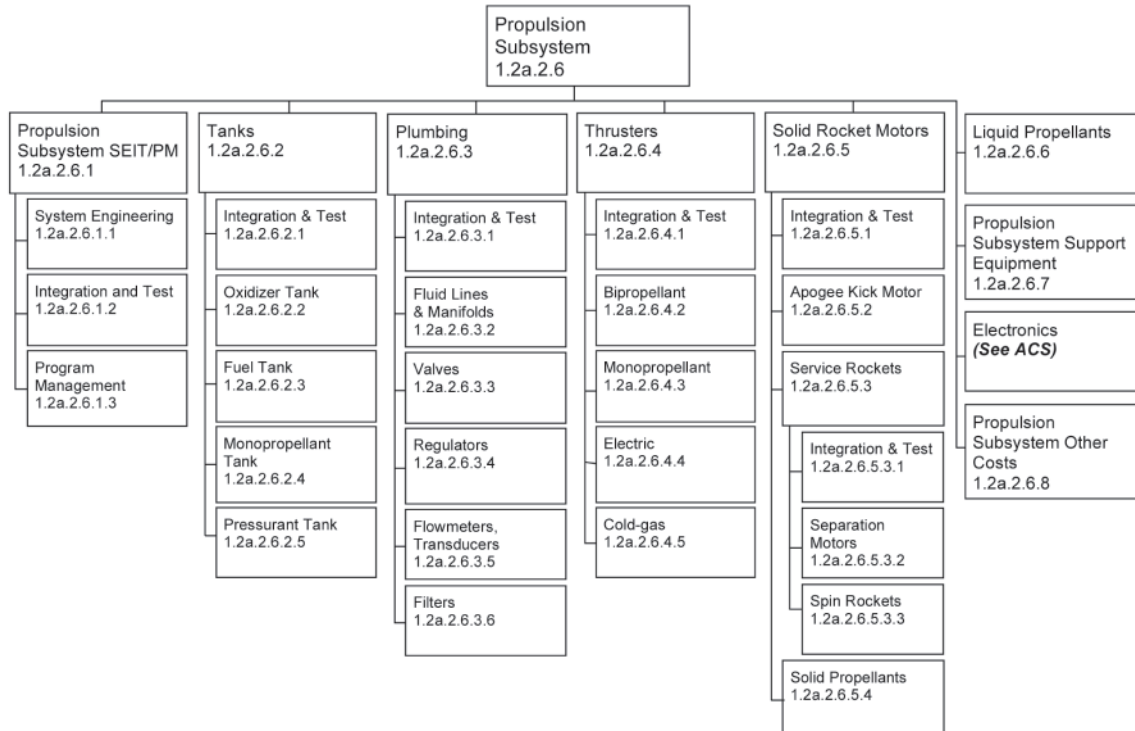 Propulsion
Subsystem
1.2a.2.6
Propulsion
Subsystem SEIT/PM
1.2a.2.6.1
System Engineering
1.2a.2.6.1.1
Integration and Test
1.2a.2.6.1.2
Program
Management
1.2a.2.6.1.3
Tanks
1.2a.2.6.2
Integration & Test
1.2a.2.6.2.1
Oxidizer Tank
1.2a.2.6.2.2
Fuel Tank
1.2a.2.6.2.3
Monopropellant
Tank
1.2a.2.6.2.4
Pressurant Tank
1.2a.2.6.2.5
Plumbing
1.2a.2.6.3
Integration & Test
1.2a.2.6.3.1
Fluid Lines
& Manifolds
1.2a.2.6.3.2
Valves
1.2a.2.6.3.3
Regulators
1.2a.2.6.3.4
Flowmeters,
Transducers
1.2a.2.6.3.5
Filters
1.2a.2.6.3.6
Thrusters
1.2a.2.6.4
Integration & Test
1.2a.2.6.4.1
Bipropellant
1.2a.2.6.4.2
Monopropellant
1.2a.2.6.4.3
Electric
1.2a.2.6.4.4
Cold-gas
1.2a.2.6.4.5
Solid Rocket Motors
1.2a.2.6.5
Integration & Test
1.2a.2.6.5.1
Apogee Kick Motor
1.2a.2.6.5.2
Service Rockets
1.2a.2.6.5.3
Integration & Test
1.2a.2.6.5.3.1
Separation
Motors
1.2a.2.6.5.3.2
Spin Rockets
1.2a.2.6.5.3.3
Solid Propellants
1.2a.2.6.5.4
Liquid Propellants
1.2a.2.6.6
Propulsion
Subsystem Support
Equipment
1.2a.2.6.7
Electronics
(See ACS)
Propulsion
Subsystem Other
Costs
1.2a.2.6.8